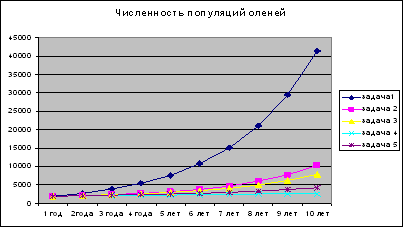 Численность популяций оленей
45000
40000
35000
30000
25000
20000
15000
10000
5000
0
1 год 2года 3 года 4 года 5 лет 6 лет 7 лет 8 лет 9 лет 10 лет
задача1
задача 2
задача 3
задача 4
задача 5